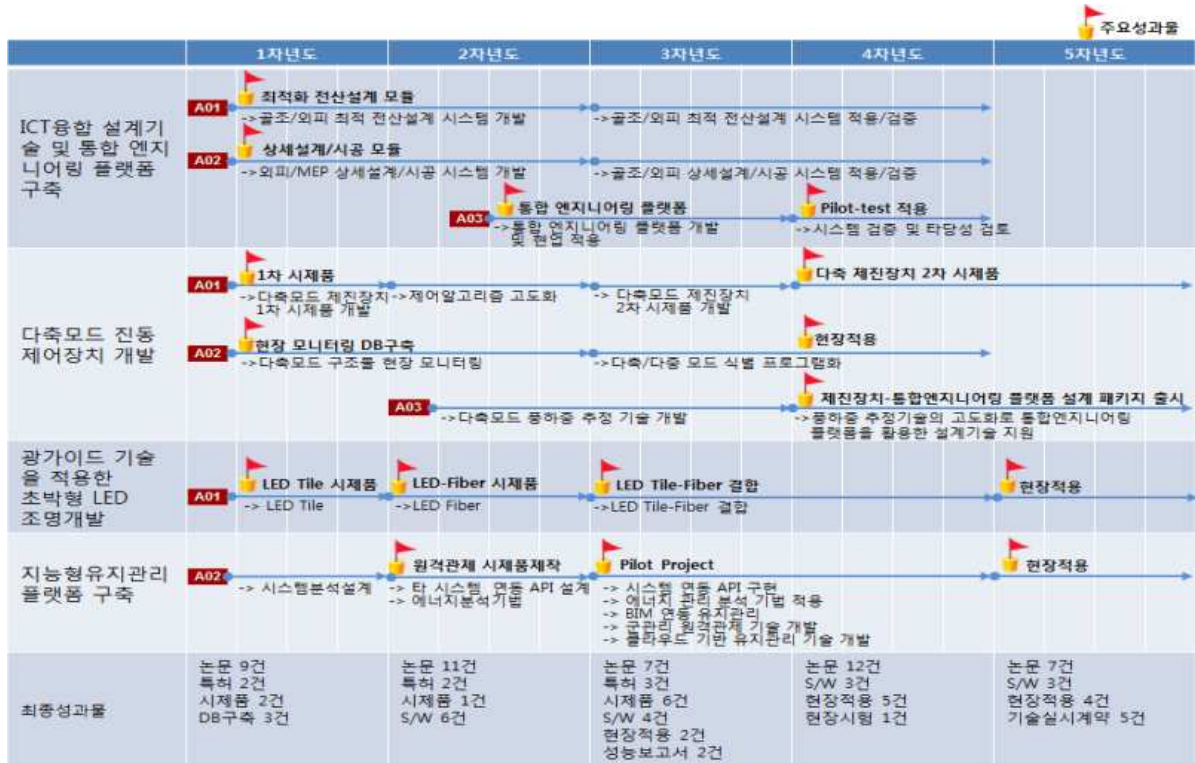 주요성과물
1차년도 2차년도 3차년도 4차년도 5차년도
ICT융합 설계기
술 및 통합 엔지
니어링 플랫폼
구축
A01
최적화 전산설계 모듈
->골조/외피 최적 전산설계 시스템 개발
->골조/외피 최적 전산설계 시스템 적용/검증
A02
상세설계/시공 모듈
->외피/MEP 상세설계/시공 시스템 개발
->골조/외피 상세설계/시공 시스템 적용/검증
A03
통합 엔지니어링 플랫폼
->통합 엔지니어링 플랫폼 개발
및 현업 적용
Pilot-test 적용
->시스템 검증 및 타당성 검토
다축모드 진동
제어장치 개발
A01
1차 시제품
->다축모드 제진장치
1차 시제품 개발
->제어알고리즘 고도화
-> 다축모드 제진장치
2차 시제품 개발
다축 제진장치 2차 시제품
A02
현장 모니터링 DB구축
->다축모드 구조물 현장 모니터링
->다축/다중 모드 식별 프로그램화
현장적용
A03
->다축모드 풍하중 추정 기술 개발
제진장치-통합엔지니어링 플랫폼 설계 패키지 출시
->풍하중 추정기술의 고도화로 통합엔지니어링
플랫폼을 활용한 설계기술 지원
광가이드 기술
을 적용한
초박형 LED
조명개발
A01
LED Tile 시제품
-> LED Tile
LED-Fiber 시제품
->LED Fiber
LED Tile-Fiber 결합
->LED Tile-Fiber 결합
현장적용
지능형유지관리
플랫폼 구축
A02
-> 시스템분석설계
원격관제 시제품제작
-> 타 시스템 연동 API 설계
->에너지분석기법
Pilot Project
-> 시스템 연동 API 구현
-> 에너지 관리 분석 기법 적용
-> BIM 연동 유지관리
-> 군관리 원격관제 기술 개발
-> 클라우드 기반 유지관리 기술 개발
현장적용
최종성과물
논문 9건
특허 2건
시제품 2건
DB구축 3건
논문 11건
특허 2건
시제품 1건
S/W 6건
논문 7건
특허 3건
시제품 6건
S/W 4건
현장적용 2건
성능보고서 2건
논문 12건
S/W 3건
현장적용 5건
현장시험 1건
논문 7건
S/W 3건
현장적용 4건
기술실시계약 5건